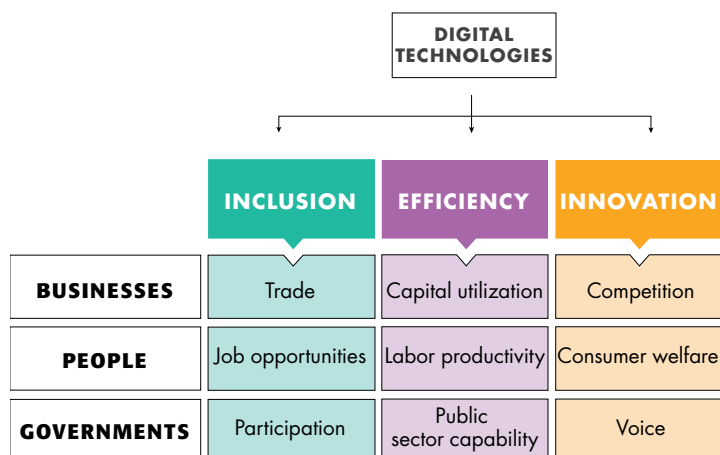 DIGITAL
TECHNOLOGIES
INCLUSION
EFFICIENCY
INNOVATION
BUSINESSES
Trade
Capital utilization
Competition
PEOPLE
Job opportunities
Labor productivity
Consumer welfare
GOVERNMENTS
Participation
Public
sector capability
Voice